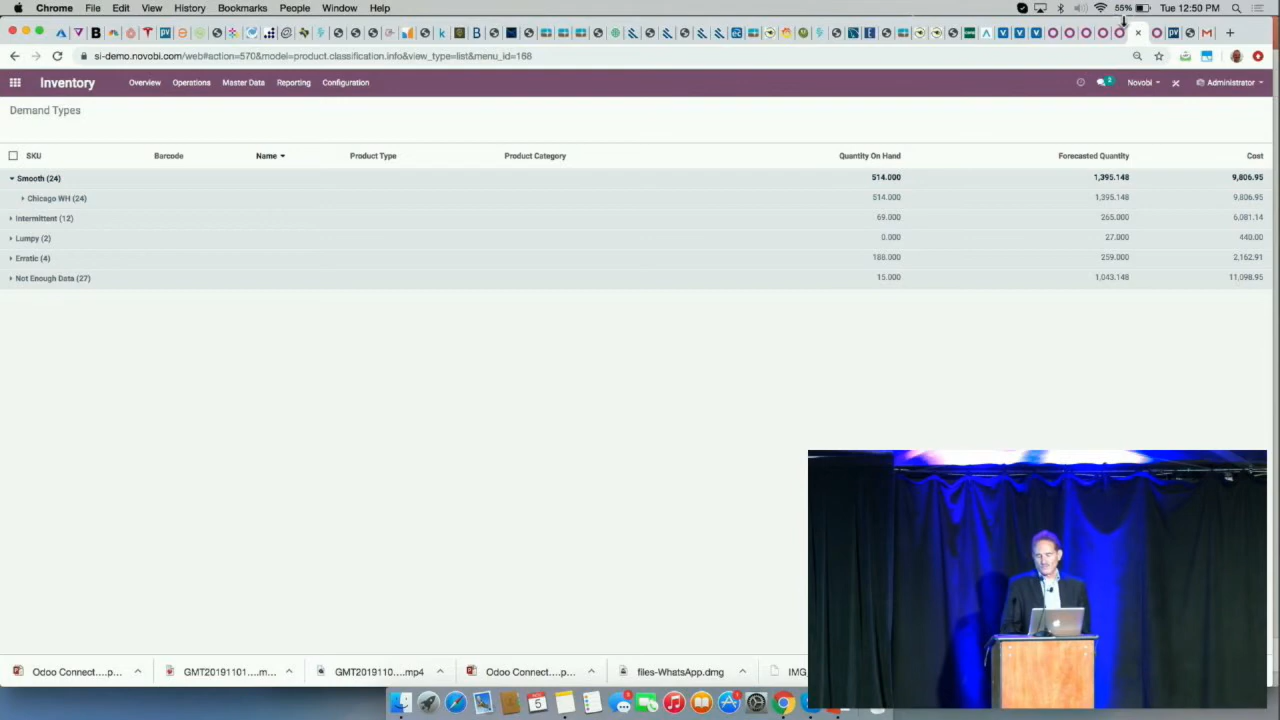 Chrome File Edit View History Bookmarks People Window Help 55% Tue 12:50 PM
si-demo.novobi.com/web#action=570&model=product.classification.info&view_type=list&menu_id=168
Inventory Overview Operations Master Data Reporting Configuration 2 Novobi Administrator
Demand Types
SKU Barcode Name Product Type Product Category Quantity On Hand Forecasted Quantity Cost
Smooth (24) 514.000 1,395.148 9,806.95
Chicago WH (24) 514.000 1,395.148 9,806.95
Intermittent (12) 69.000 265.000 6,081.14
Lumpy (2) 0.000 27.000 440.00
Erratic (4) 188.000 259.000 2,162.91
Not Enough Data (27) 15.000 1,043.148 11,098.95
Odoo Connect....p... GMT20191101....m... GMT2019110....mp4 Odoo Connect....p... files-WhatsApp.dmg IMG_
5